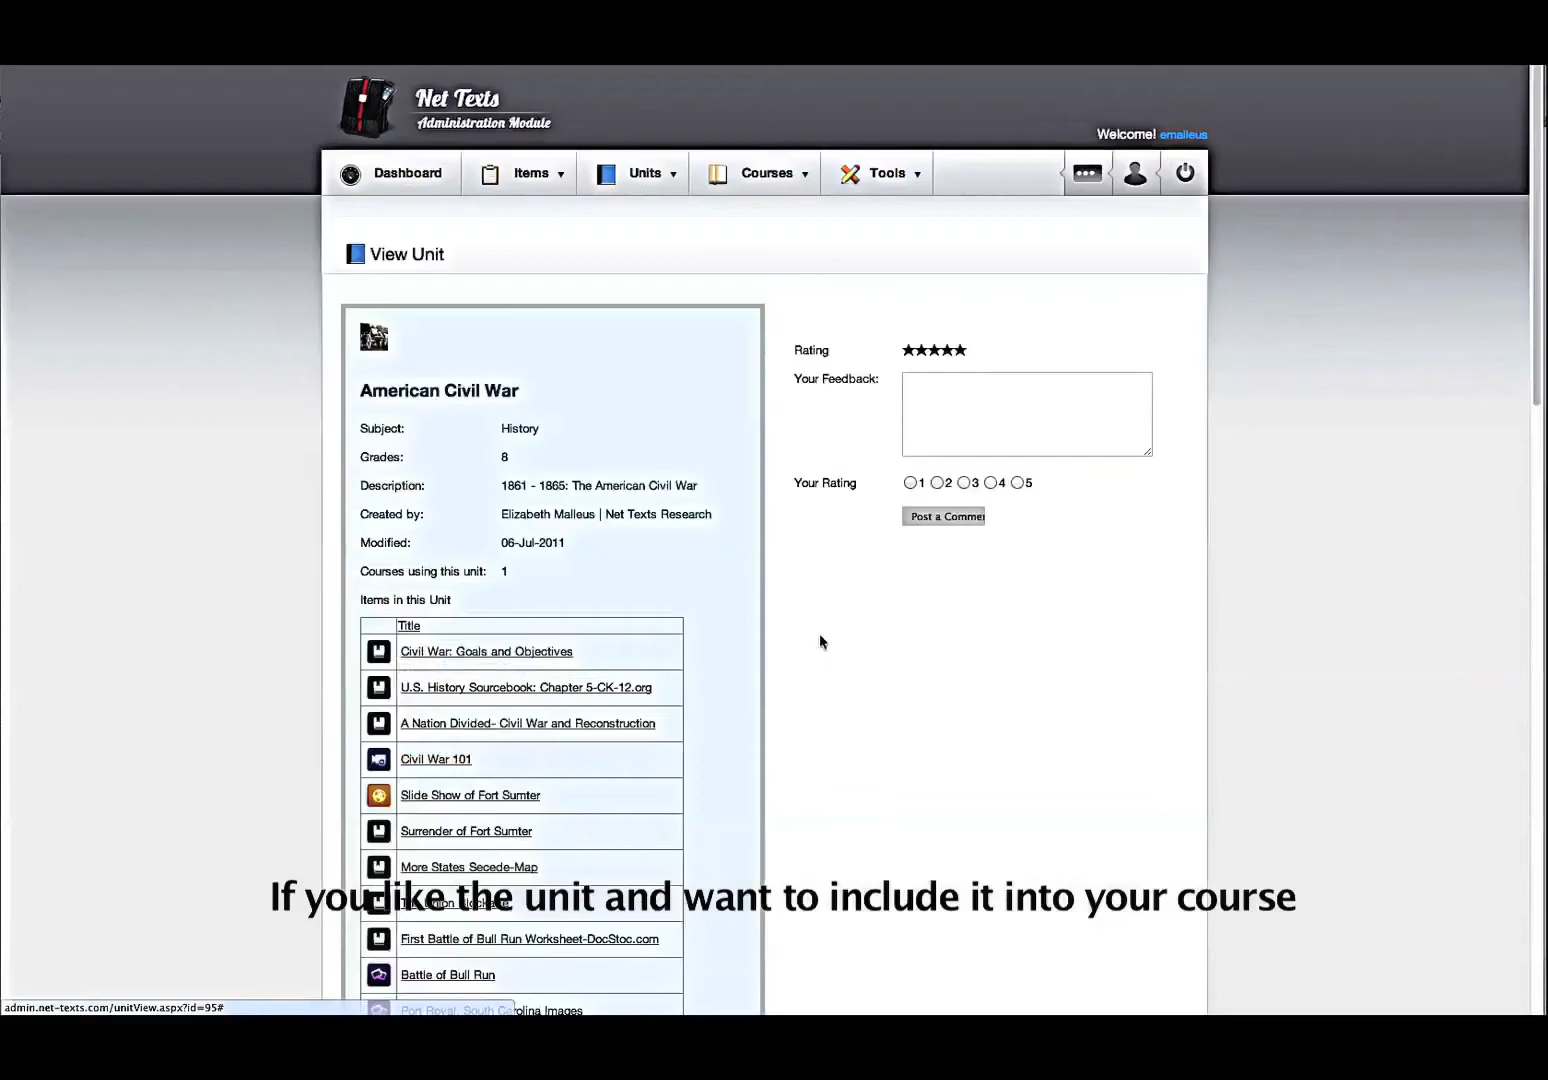 Net Texts
Administration Module
Welcome! emalleus
Dashboard
Items
Units
Courses
Tools
View Unit
American Civil War
Subject: History
Grades: 8
Description: 1861 - 1865: The American Civil War
Created by: Elizabeth Malleus | Net Texts Research
Modified: 06-Jul-2011
Courses using this unit: 1
Items in this Unit
Title
Civil War: Goals and Objectives
U.S. History Sourcebook: Chapter 5-CK-12.org
A Nation Divided- Civil War and Reconstruction
Civil War 101
Slide Show of Fort Sumter
Surrender of Fort Sumter
More States Secede-Map
Union
First Battle of Bull Run Worksheet-DocStoc.com
Battle of Bull Run
Port Royal, South Carolina Images
Rating ★★★★★
Your Feedback:
Your Rating 1 2 3 4 5
Post a Commen
If you like the unit and want to include it into your course
admin.net-texts.com/unitView.aspx?id=95#